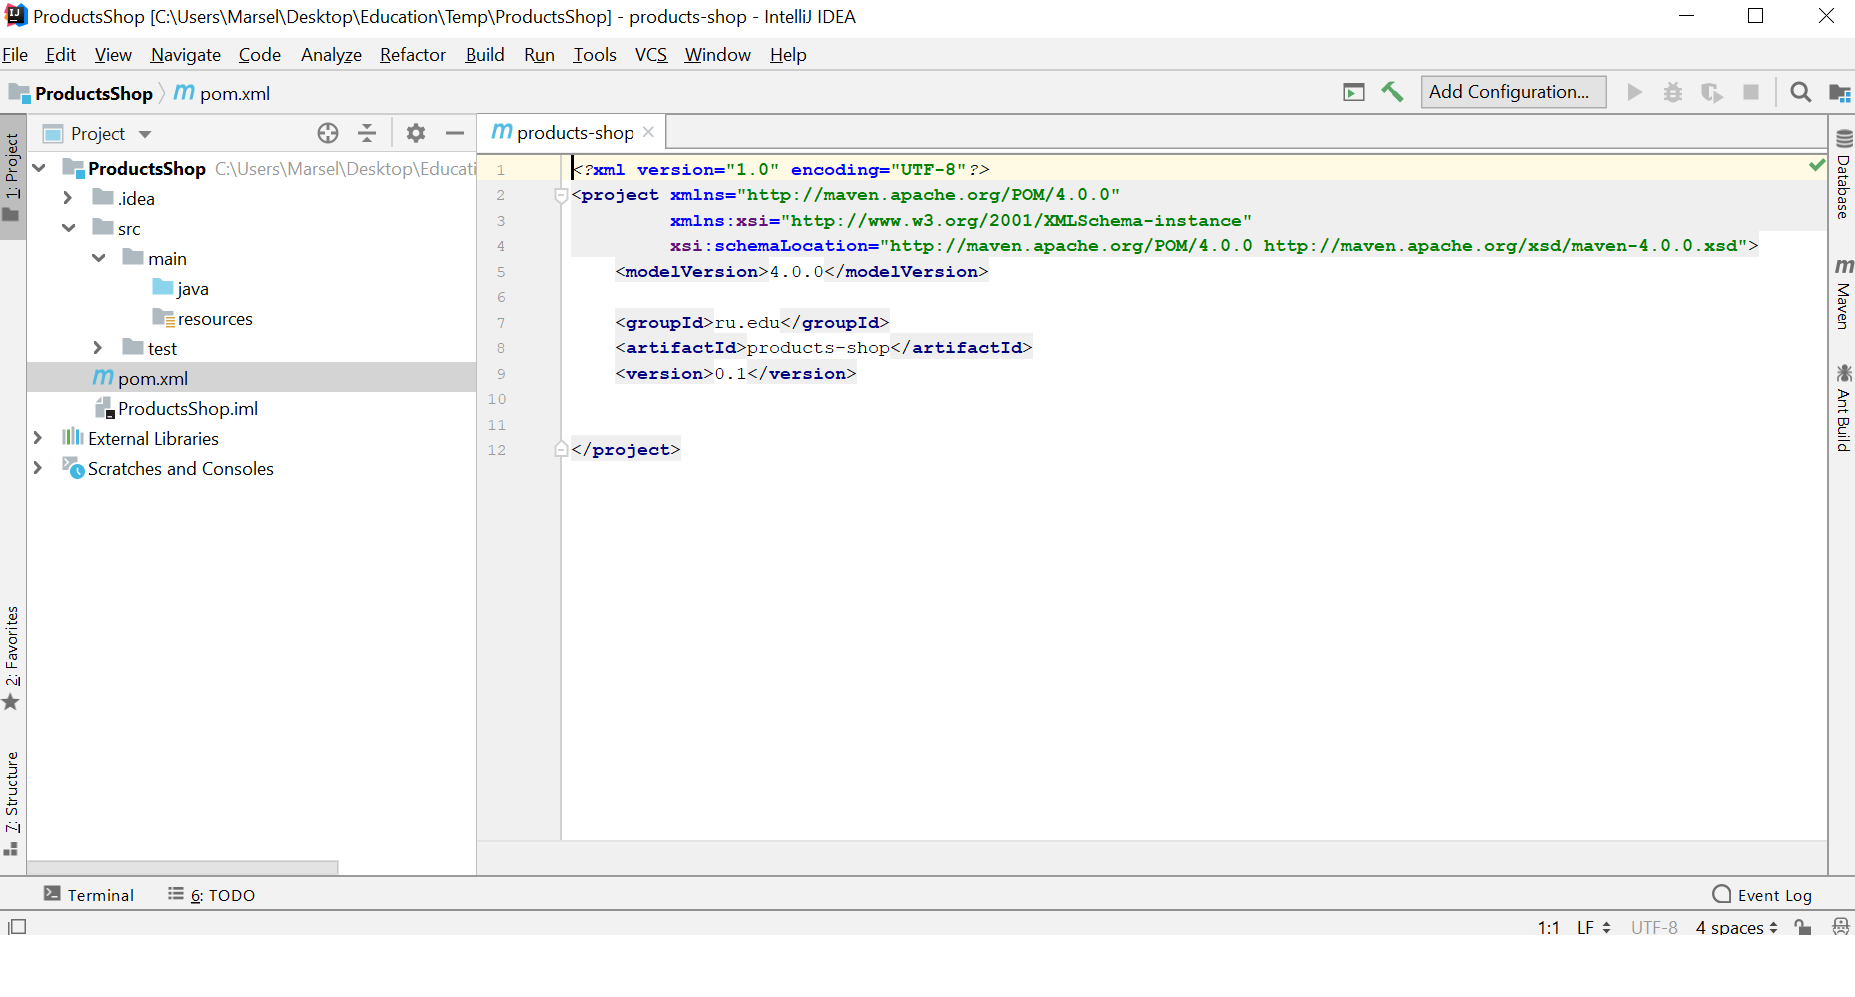 ProductsShop [C:\Users\Marsel\Desktop\Education\Temp\ProductsShop] - products-shop - IntelliJ IDEA
File Edit View Navigate Code Analyze Refactor Build Run Tools VCS Window Help
ProductsShop pom.xml Add Configuration...
1: Project
Project
ProductsShop C:\Users\Marsel\Desktop\Educati
.idea
src
main
java
resources
test
pom.xml
ProductsShop.iml
External Libraries
Scratches and Consoles
products-shop
1 <?xml version="1.0" encoding="UTF-8"?>
2 <project xmlns="http://maven.apache.org/POM/4.0.0"
3 xmlns:xsi="http://www.w3.org/2001/XMLSchema-instance"
4 xsi:schemaLocation="http://maven.apache.org/POM/4.0.0 http://maven.apache.org/xsd/maven-4.0.0.xsd">
5 <modelVersion>4.0.0</modelVersion>
6
7 <groupId>ru.edu</groupId>
8 <artifactId>products-shop</artifactId>
9 <version>0.1</version>
10
11
12 </project>
Database
Maven
Ant Build
2: Favorites
7: Structure
Terminal 6: TODO Event Log
1:1 LF UTF-8 4 spaces